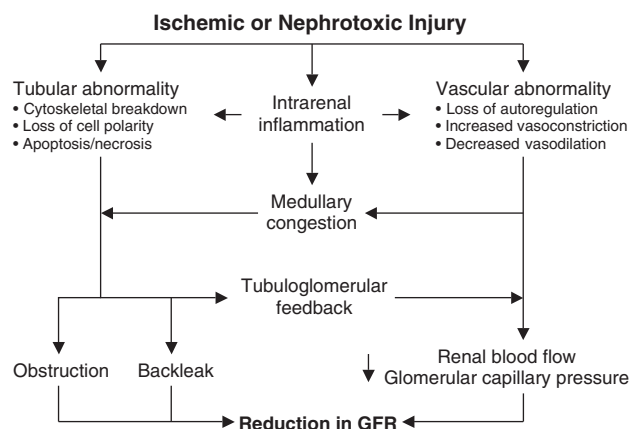 Ischemic or Nephrotoxic Injury
Tubular abnormality
• Cytoskeletal breakdown
• Loss of cell polarity
• Apoptosis/necrosis
Intrarenal
inflammation
Vascular abnormality
• Loss of autoregulation
• Increased vasoconstriction
• Decreased vasodilation
Medullary
congestion
Tubuloglomerular
feedback
Obstruction
Backleak
Renal blood flow
Glomerular capillary pressure
Reduction in GFR